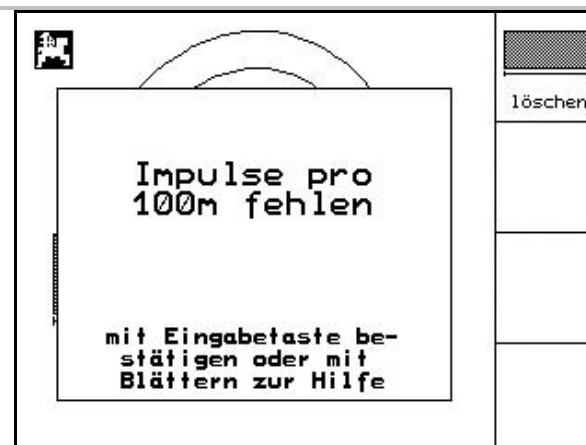 löschen
Impulse pro
100m fehlen
mit Eingabetaste be-
stätigen oder mit
Blättern zur Hilfe